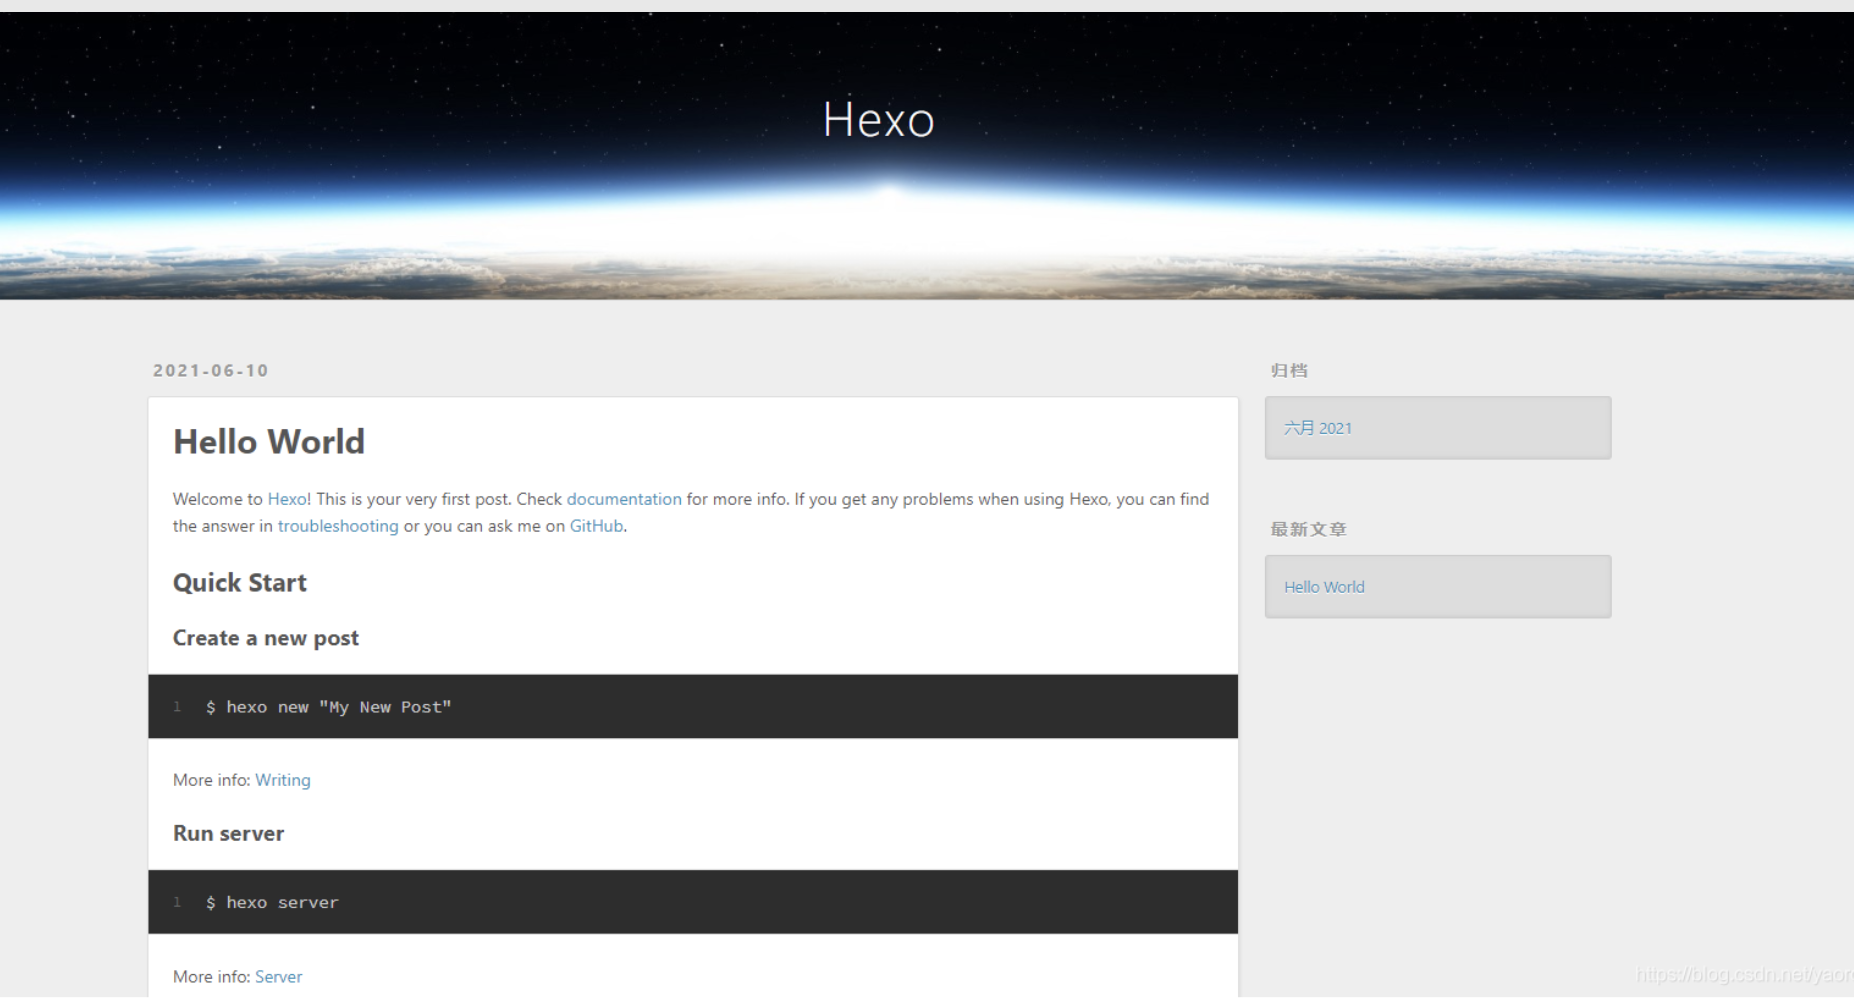 Hexo
2021-06-10
Hello World
Welcome to Hexo! This is your very first post. Check documentation for more info. If you get any problems when using Hexo, you can find
the answer in troubleshooting or you can ask me on GitHub.
Quick Start
Create a new post
1 $ hexo new "My New Post"
More info: Writing
Run server
1 $ hexo server
More info: Server
归档
六月 2021
最新文章
Hello World
https://blog.csdn.net/yaor